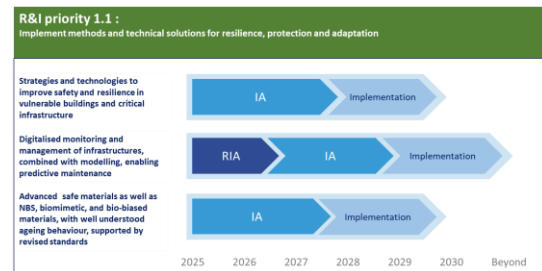 R&I priority 1.1 :
Implement methods and technical solutions for resilience, protection and adaptation
Strategies and technologies to
improve safety and resilience in
vulnerable buildings and critical
infrastructure
IA
Implementation
Digitalised monitoring and
management of infrastructures,
combined with modelling, enabling
predictive maintenance
RIA
IA
Implementation
Advanced safe materials as well as
NBS, biomimetic, and bio-biased
materials, with well understood
ageing behaviour, supported by
revised standards
IA
Implementation
2025 2026 2027 2028 2029 2030 Beyond